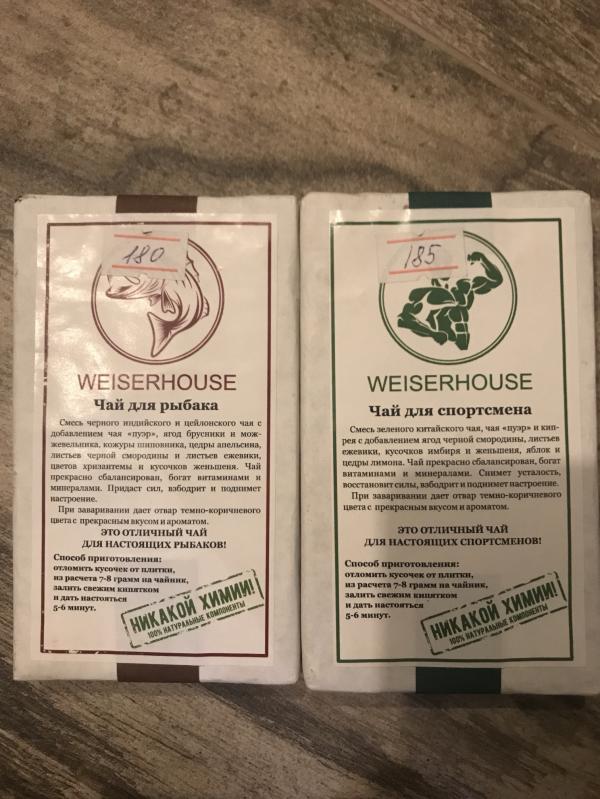 180
WEISERHOUSE
Чай для рыбака
Смесь черного индийского и цейлонского чая с
добавлением чая «пуэр», ягод брусники и мож-
жевельника, кожуры шиповника, цедры апельсина,
листьев черной смородины и листьев ежевики,
цветов хризантемы и кусочков женьшеня. Чай
прекрасно сбалансирован, богат витаминами и
минералами. Придаст сил, взбодрит и поднимет
настроение.
При заваривании дает отвар темно-коричневого
цвета с прекрасным вкусом и ароматом.
ЭТО ОТЛИЧНЫЙ ЧАЙ
ДЛЯ НАСТОЯЩИХ РЫБАКОВ!
Способ приготовления:
отломить кусочек от плитки,
из расчета 7-8 грамм на чайник,
залить свежим кипятком
и дать настояться
5-6 минут.
НИКАКОЙ ХИМИИ!
100% НАТУРАЛЬНЫЕ КОМПОНЕНТЫ
185
WEISERHOUSE
Чай для спортсмена
Смесь зеленого китайского чая, чая «пуэр» и кип-
рея с добавлением ягод черной смородины, листьев
ежевики, кусочков имбиря и женьшеня, яблок и
цедры лимона. Чай прекрасно сбалансирован, богат
витаминами и минералами. Снимет усталость,
восстановит силы, взбодрит и поднимет настроение.
При заваривании дает отвар темно-коричневого
цвета с прекрасным вкусом и ароматом.
ЭТО ОТЛИЧНЫЙ ЧАЙ
ДЛЯ НАСТОЯЩИХ СПОРТСМЕНОВ!
Способ приготовления:
отломить кусочек от плитки,
из расчета 7-8 грамм на чайник,
залить свежим кипятком
и дать настояться
5-6 минут.
НИКАКОЙ ХИМИИ!
100% НАТУРАЛЬНЫЕ КОМПОНЕНТЫ